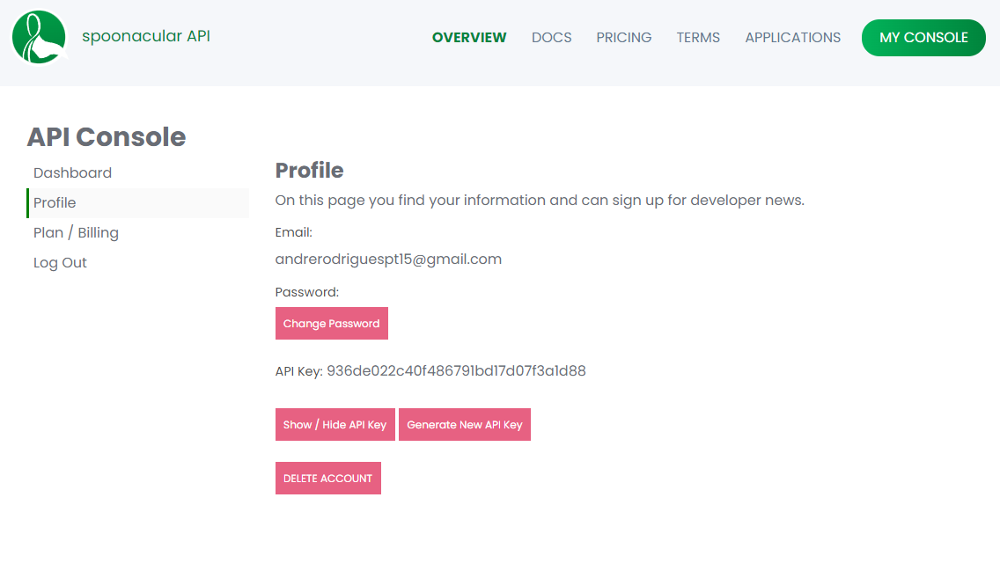 spoonacular API
OVERVIEW DOCS PRICING TERMS APPLICATIONS MY CONSOLE
API Console
Dashboard
Profile
Plan / Billing
Log Out
Profile
On this page you find your information and can sign up for developer news.
Email:
andrerodriguespt15@gmail.com
Password:
Change Password
API Key: 936de022c40f486791bd17d07f3a1d88
Show / Hide API Key Generate New API Key
DELETE ACCOUNT